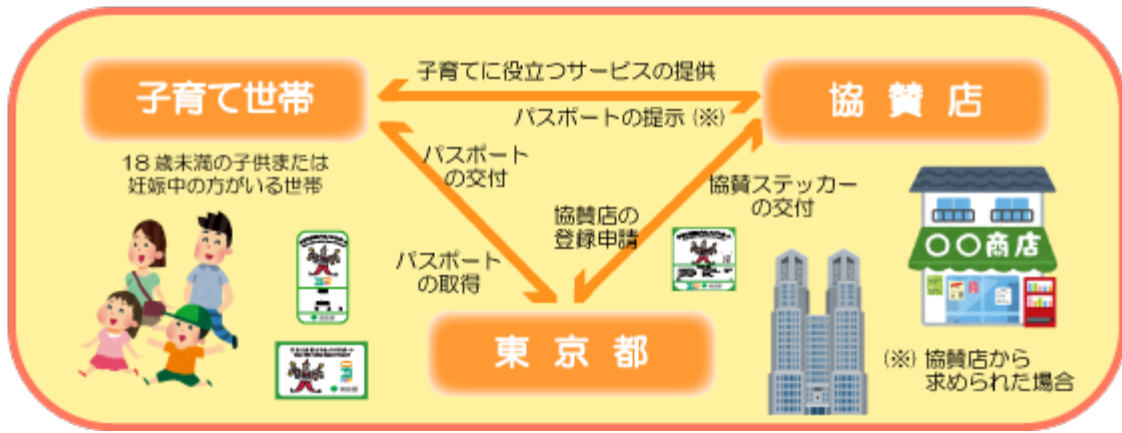 子育てに役立つサービスの提供
子育て世帯
協賛店
パスポートの提示(※)
18歳未満の子供または
妊娠中の方がいる世帯
パスポート
の交付
協賛ステッカー
の交付
協賛店の
登録申請
パスポート
の取得
〇〇商店
東京都
(※)協賛店から
求められた場合